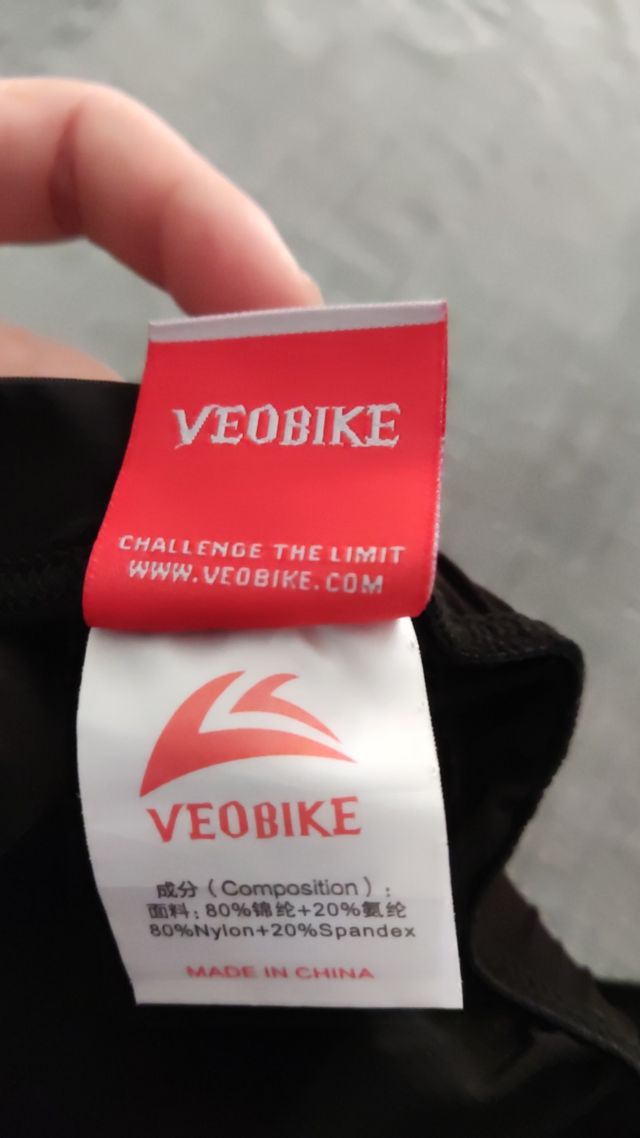 VEOBIKE
CHALLENGE THE LIMIT
WWW.VEOBIKE.COM
VEOBIKE
成分（Composition）:
面料: 80%锦纶+20%氨纶
80%Nylon+20%Spandex
MADE IN CHINA